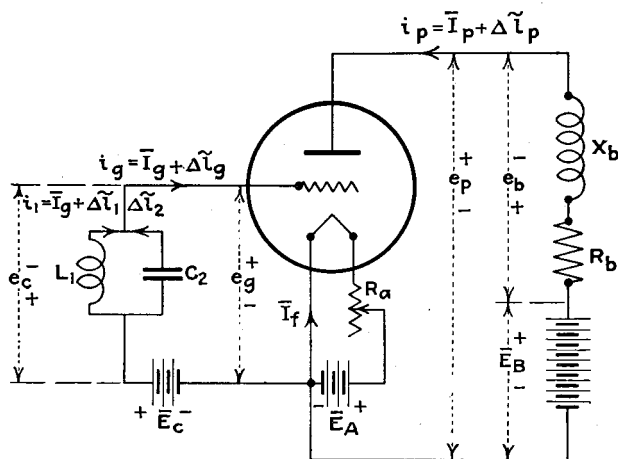 i_p = Ī_p + Δĩ_p
i_g = Ī_g + Δĩ_g
i_1 = Ī_g + Δĩ_1 Δĩ_2
e_c - +
L_1
C_2
e_g + -
Ī_f
R_a
e_p + -
e_b - +
X_b
R_b
Ē_B + -
+ Ē_c -
- Ē_A +